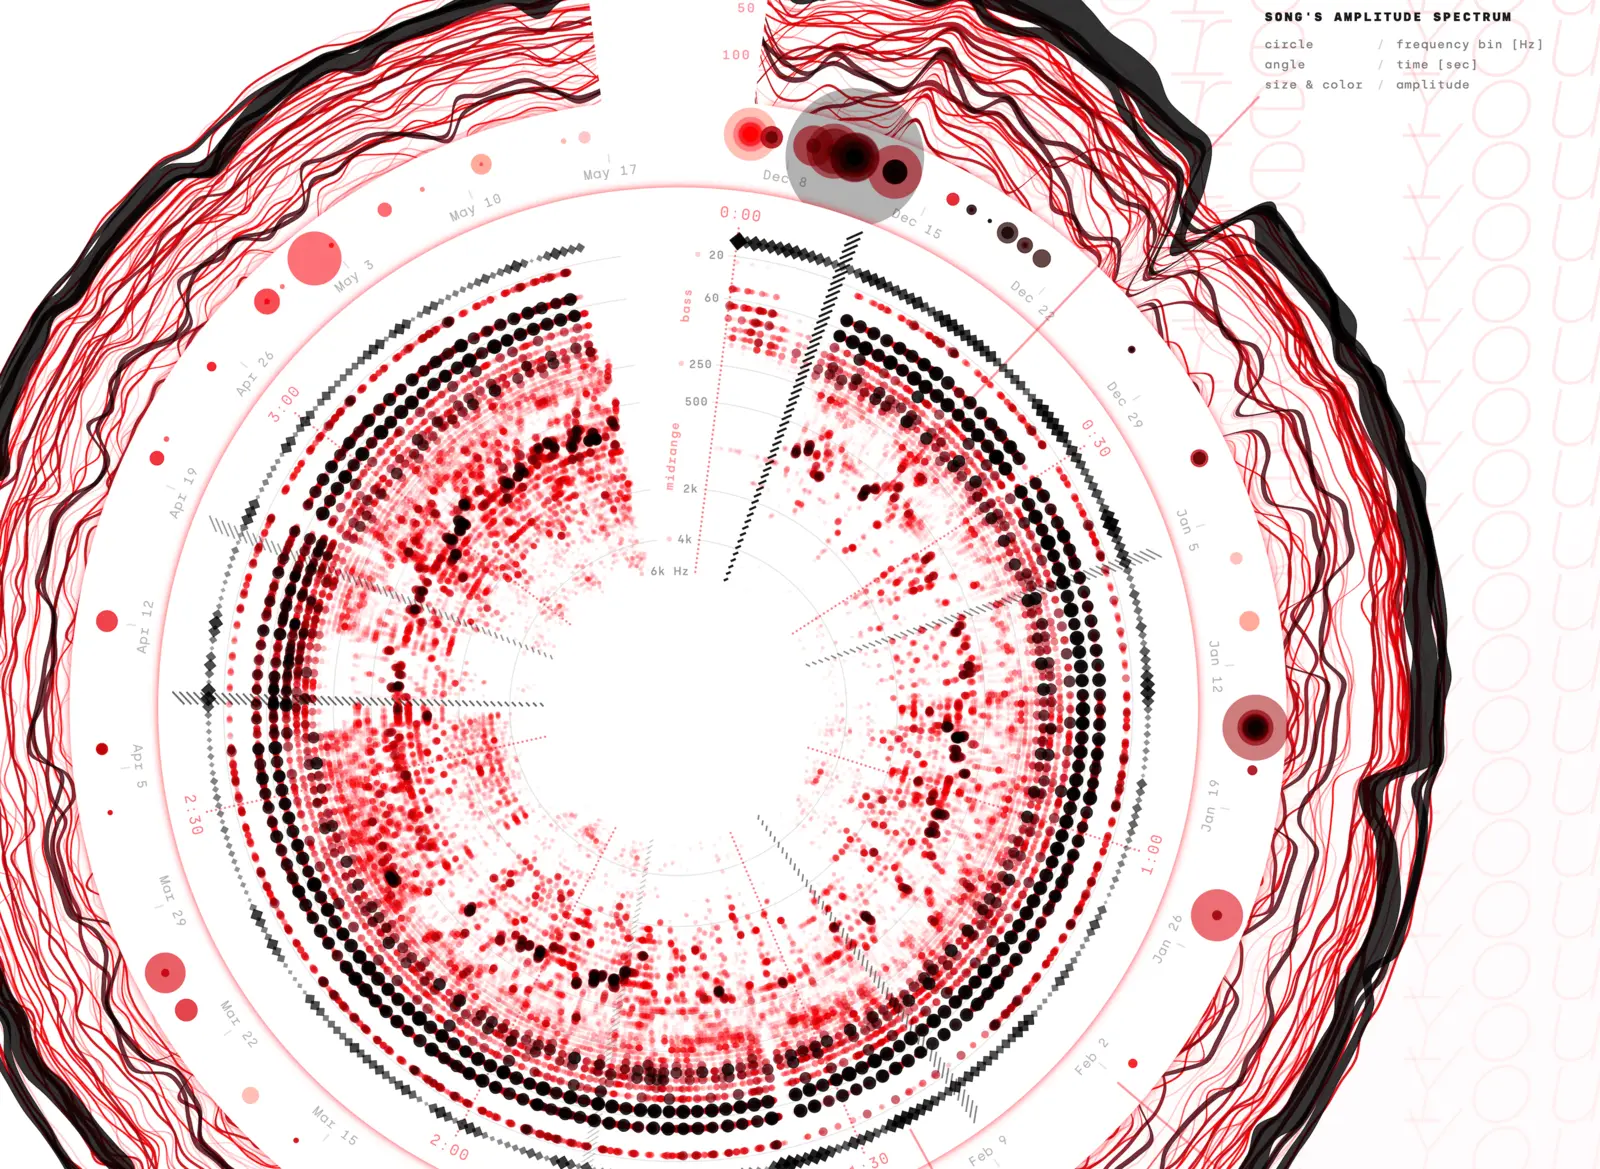 SONG'S AMPLITUDE SPECTRUM
circle / frequency bin [Hz]
angle / time [sec]
size & color / amplitude
50
100
Dec 8
Dec 15
Dec 29
Jan 5
Jan 12
Jan 19
Jan 26
Feb 2
Feb 9
Mar 15
Mar 22
Mar 29
Apr 5
Apr 12
Apr 19
Apr 26
May 3
May 10
May 17
0:00
0:30
1:00
2:00
2:30
3:00
20
bass
60
250
500
midrange
2k
4k
6k Hz
You